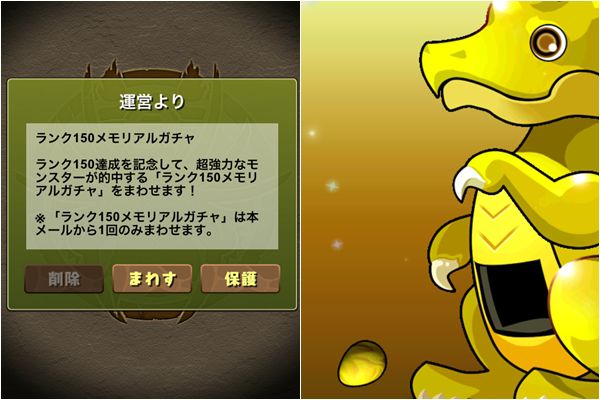 運営より
ランク150メモリアルガチャ
ランク150達成を記念して、超強力なモ
ンスターが的中する「ランク150メモリ
アルガチャ」をまわせます！
※「ランク150メモリアルガチャ」は本
メールから1回のみまわせます。
削除 まわす 保護